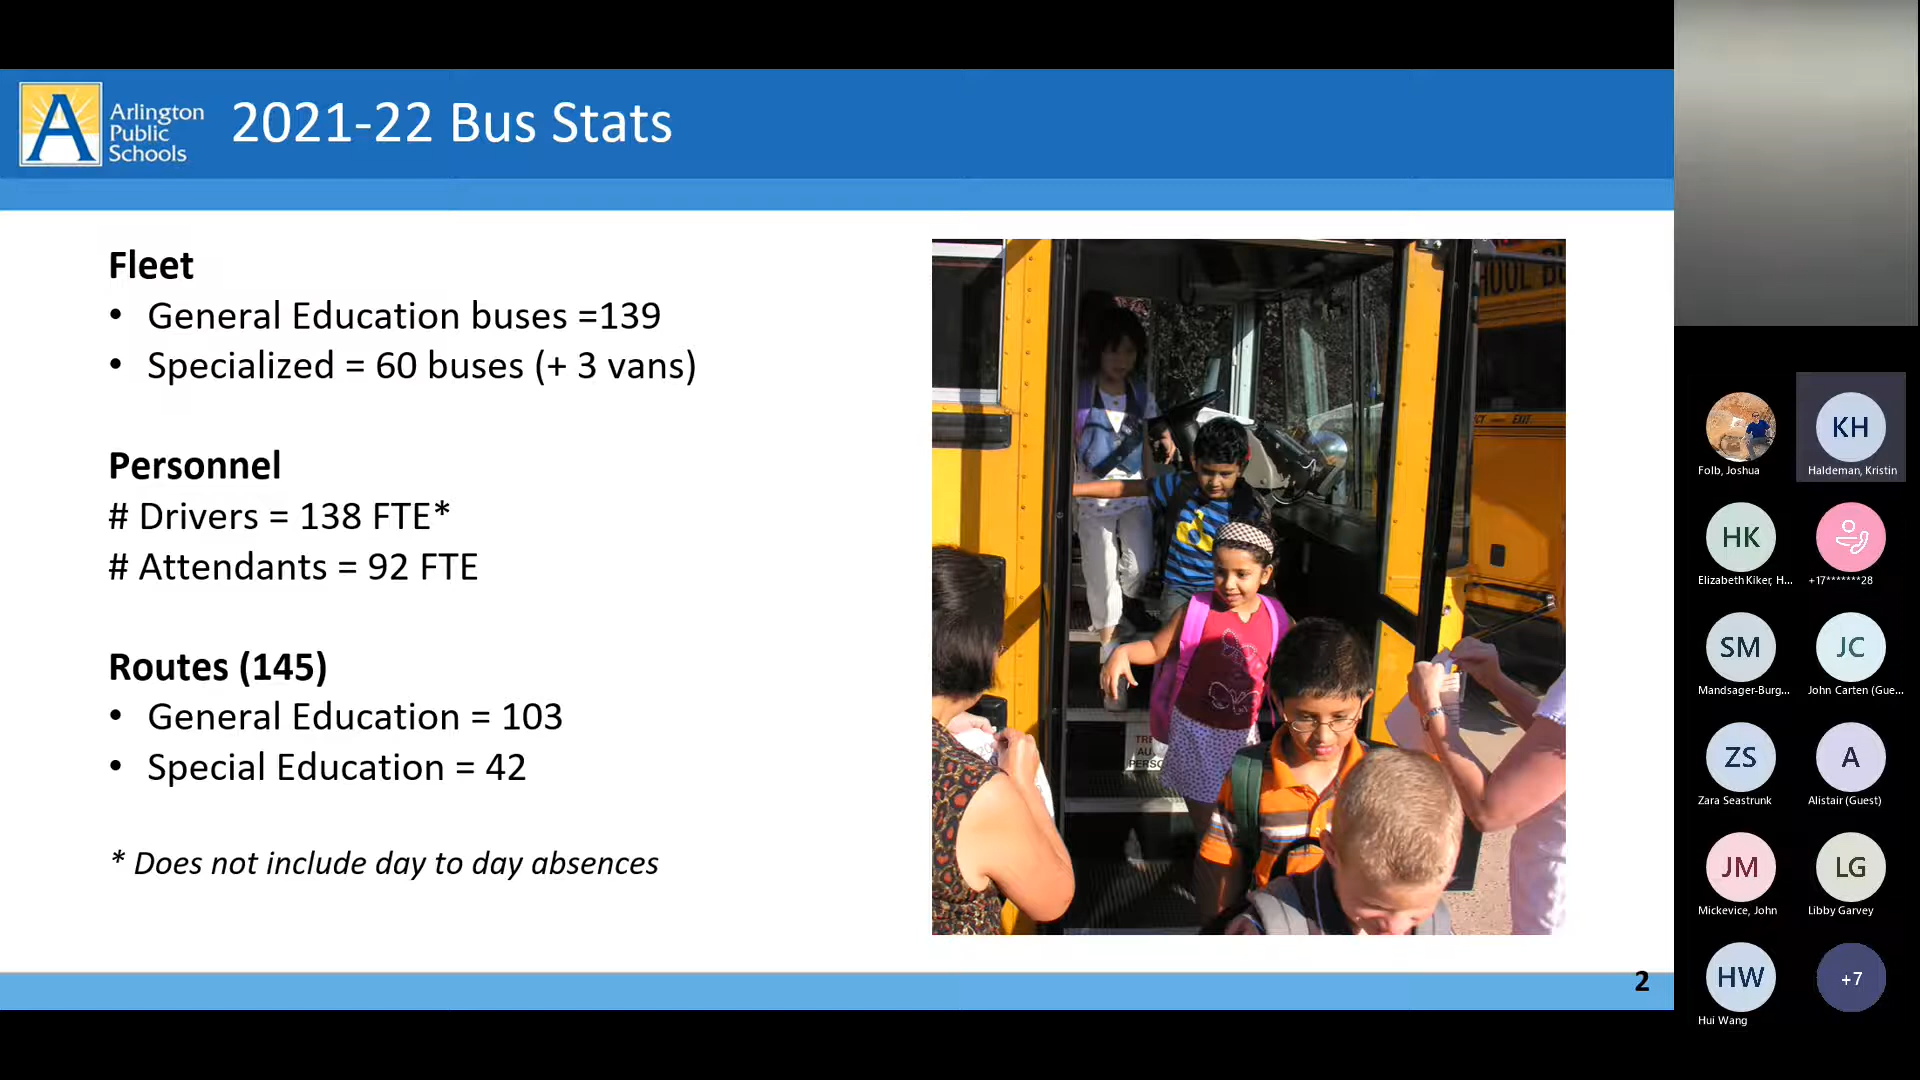 Arlington
Public
Schools
2021-22 Bus Stats
Fleet
• General Education buses =139
• Specialized = 60 buses (+ 3 vans)
Personnel
# Drivers = 138 FTE*
# Attendants = 92 FTE
Routes (145)
• General Education = 103
• Special Education = 42
* Does not include day to day absences
2
Folb, Joshua
KH
Haldeman, Kristin
HK
Elizabeth Kiker, H...
+17*******28
SM
Mandsager-Burg...
JC
John Carten (Gue...
ZS
Zara Seastrunk
A
Alistair (Guest)
JM
Mickevice, John
LG
Libby Garvey
HW
Hui Wang
+7